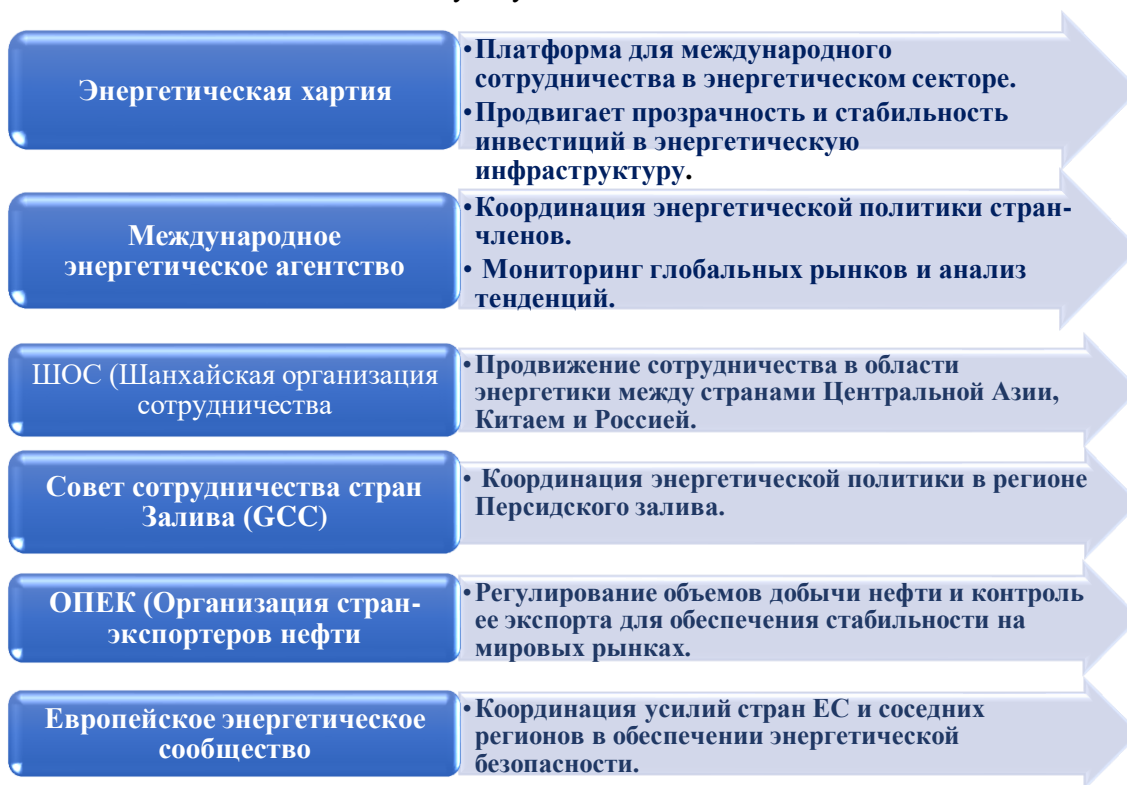 Энергетическая хартия
•Платформа для международного
сотрудничества в энергетическом секторе.
•Продвигает прозрачность и стабильность
инвестиций в энергетическую
инфраструктуру.
Международное
энергетическое агентство
•Координация энергетической политики стран-
членов.
• Мониторинг глобальных рынков и анализ
тенденций.
ШОС (Шанхайская организация
сотрудничества
•Продвижение сотрудничества в области
энергетики между странами Центральной Азии,
Китаем и Россией.
Совет сотрудничества стран
Залива (GCC)
• Координация энергетической политики в регионе
Персидского залива.
ОПЕК (Организация стран-
экспортеров нефти
•Регулирование объемов добычи нефти и контроль
ее экспорта для обеспечения стабильности на
мировых рынках.
Европейское энергетическое
сообщество
•Координация усилий стран ЕС и соседних
регионов в обеспечении энергетической
безопасности.